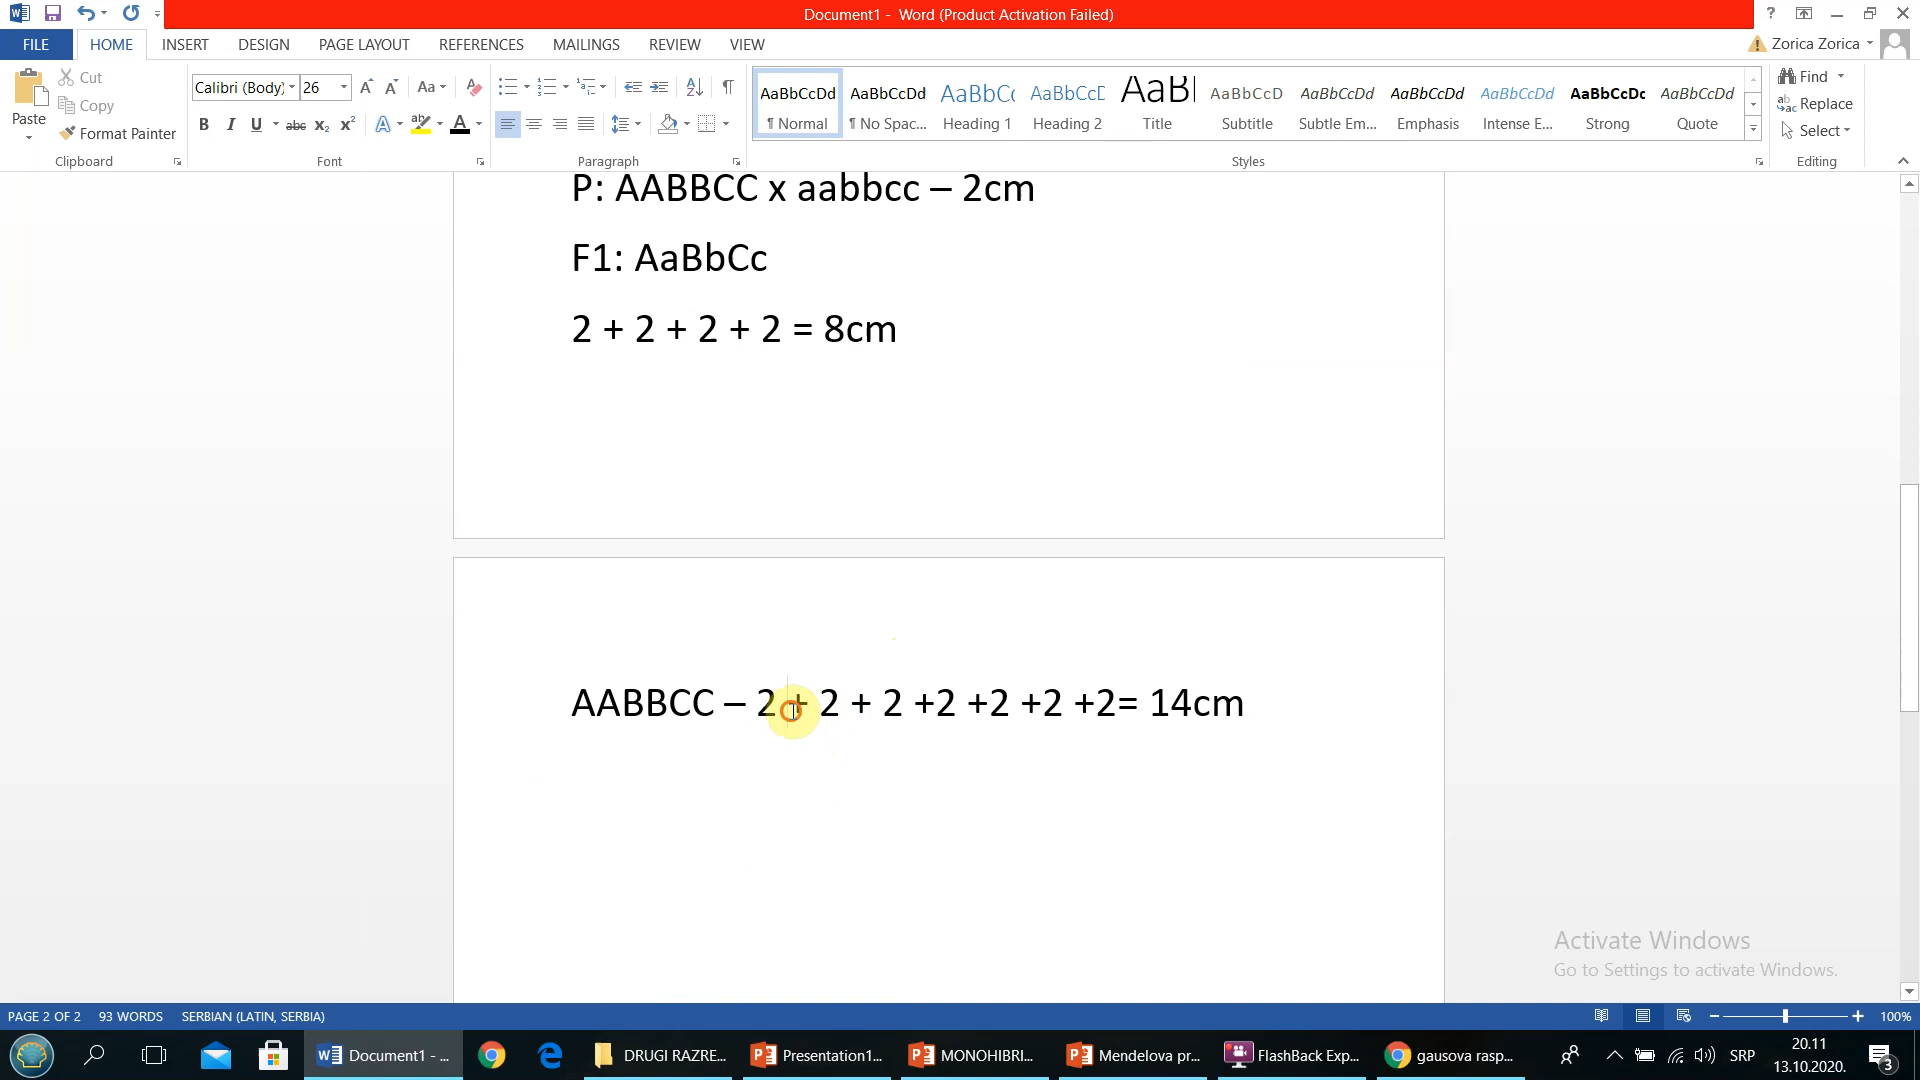 Document1 - Word (Product Activation Failed)
FILE HOME INSERT DESIGN PAGE LAYOUT REFERENCES MAILINGS REVIEW VIEW Zorica Zorica
Paste Cut Copy Format Painter
Clipboard
Calibri (Body) 26
Font
Paragraph
AaBbCcDd AaBbCcDd AaBbCc AaBbCcD AaBl AaBbCcD AaBbCcDd AaBbCcDd AaBbCcDd AaBbCcDc AaBbCcDd
¶ Normal ¶ No Spac... Heading 1 Heading 2 Title Subtitle Subtle Em... Emphasis Intense E... Strong Quote
Styles
Find
Replace
Select
Editing
P: AABBCC x aabbcc – 2cm
F1: AaBbCc
2 + 2 + 2 + 2 = 8cm
AABBCC – 2 + 2 + 2 +2 +2 +2 +2= 14cm
Activate Windows
Go to Settings to activate Windows.
PAGE 2 OF 2 93 WORDS SERBIAN (LATIN, SERBIA) 100%
Document1 - ... DRUGI RAZRE... Presentation1... MONOHIBRI... Mendelova pr... FlashBack Exp... gausova rasp... SRP
20.11
13.10.2020.
3